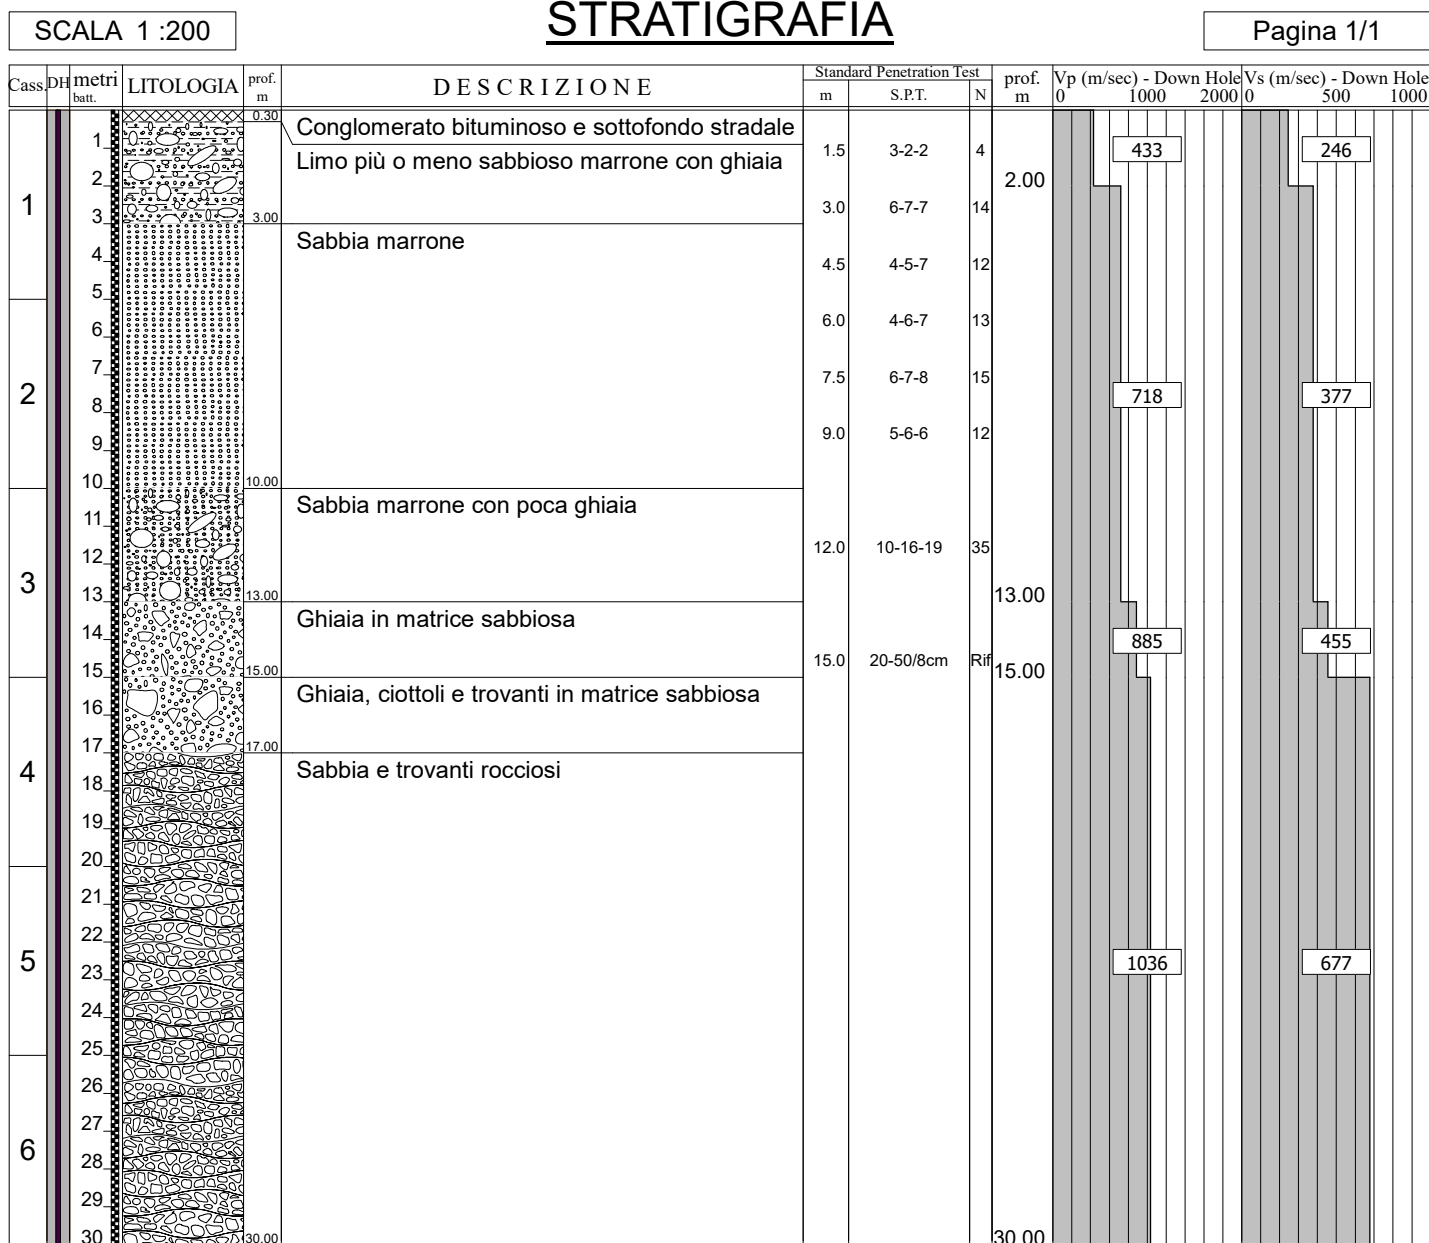 STRATIGRAFIA
SCALA 1 :200
Pagina 1/1
Cass.
DH
metri
batt.
LITOLOGIA
prof.
m
DESCRIZIONE
Standard Penetration Test
m
S.P.T.
N
prof.
m
Vp (m/sec) - Down Hole
0 1000 2000
Vs (m/sec) - Down Hole
0 500 1000
0.30
Conglomerato bituminoso e sottofondo stradale
Limo più o meno sabbioso marrone con ghiaia
3.00
Sabbia marrone
10.00
Sabbia marrone con poca ghiaia
13.00
Ghiaia in matrice sabbiosa
15.00
Ghiaia, ciottoli e trovanti in matrice sabbiosa
17.00
Sabbia e trovanti rocciosi
30.00
1
2
3
4
5
6
1
2
3
4
5
6
7
8
9
10
11
12
13
14
15
16
17
18
19
20
21
22
23
24
25
26
27
28
29
30
1.5 3-2-2 4
3.0 6-7-7 14
4.5 4-5-7 12
6.0 4-6-7 13
7.5 6-7-8 15
9.0 5-6-6 12
12.0 10-16-19 35
15.0 20-50/8cm Rif
2.00
13.00
15.00
30.00
433
718
885
1036
246
377
455
677